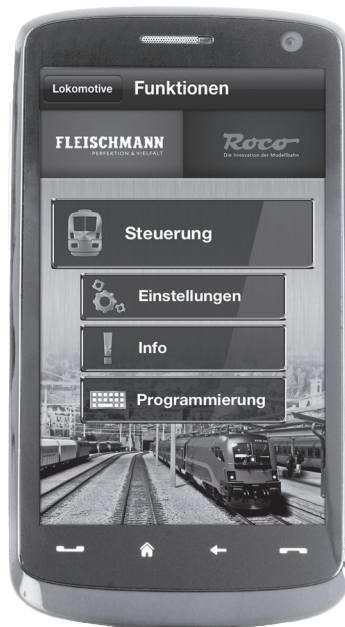 Lokomotive Funktionen
FLEISCHMANN
PERFEKTION & VIELFALT
Roco
Die Innovation der Modellbahn
Steuerung
Einstellungen
Info
Programmierung